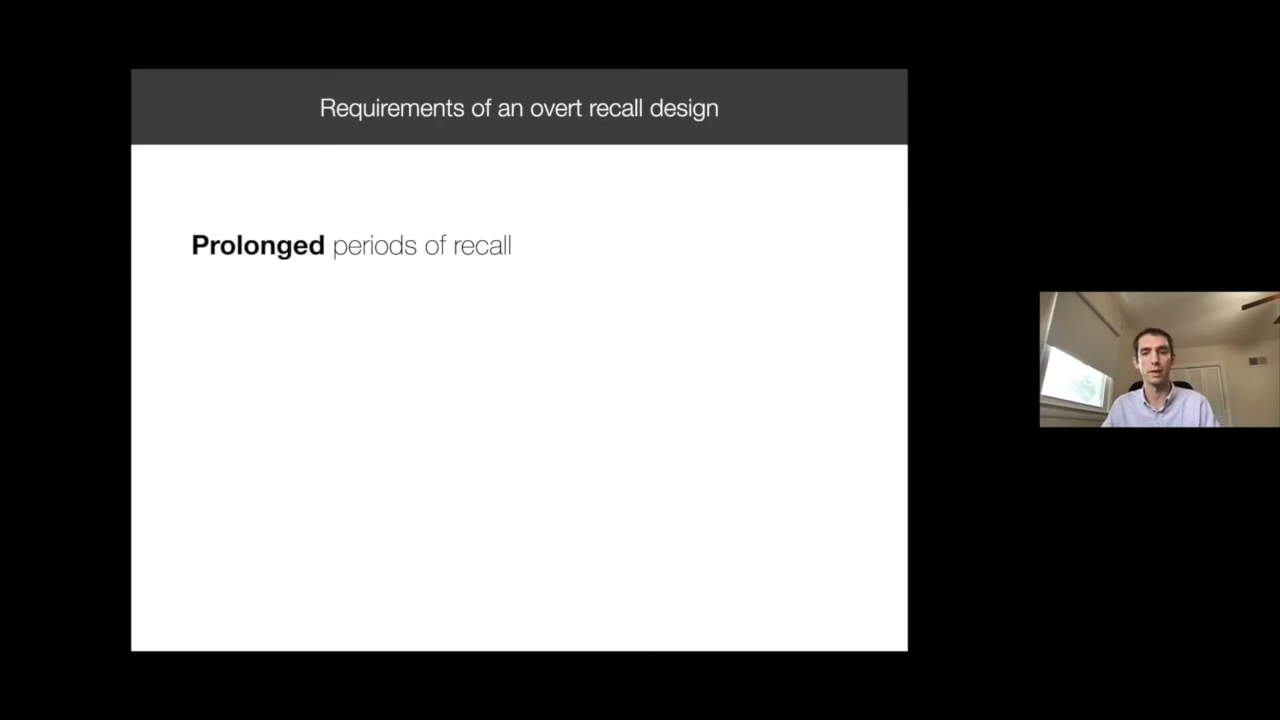 Requirements of an overt recall design
Prolonged periods of recall